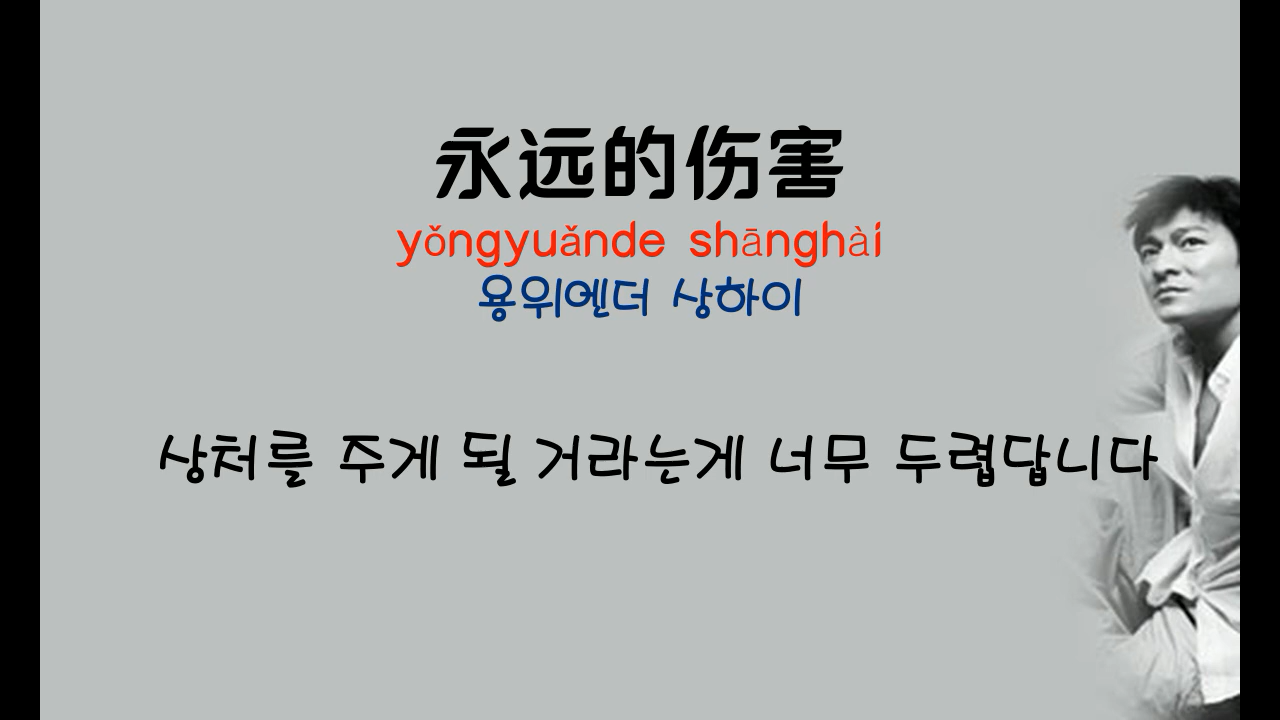 永远的伤害
yǒngyuǎnde shānghài
용위엔더 상하이
상처를 주게 될 거라는게 너무 두렵답니다